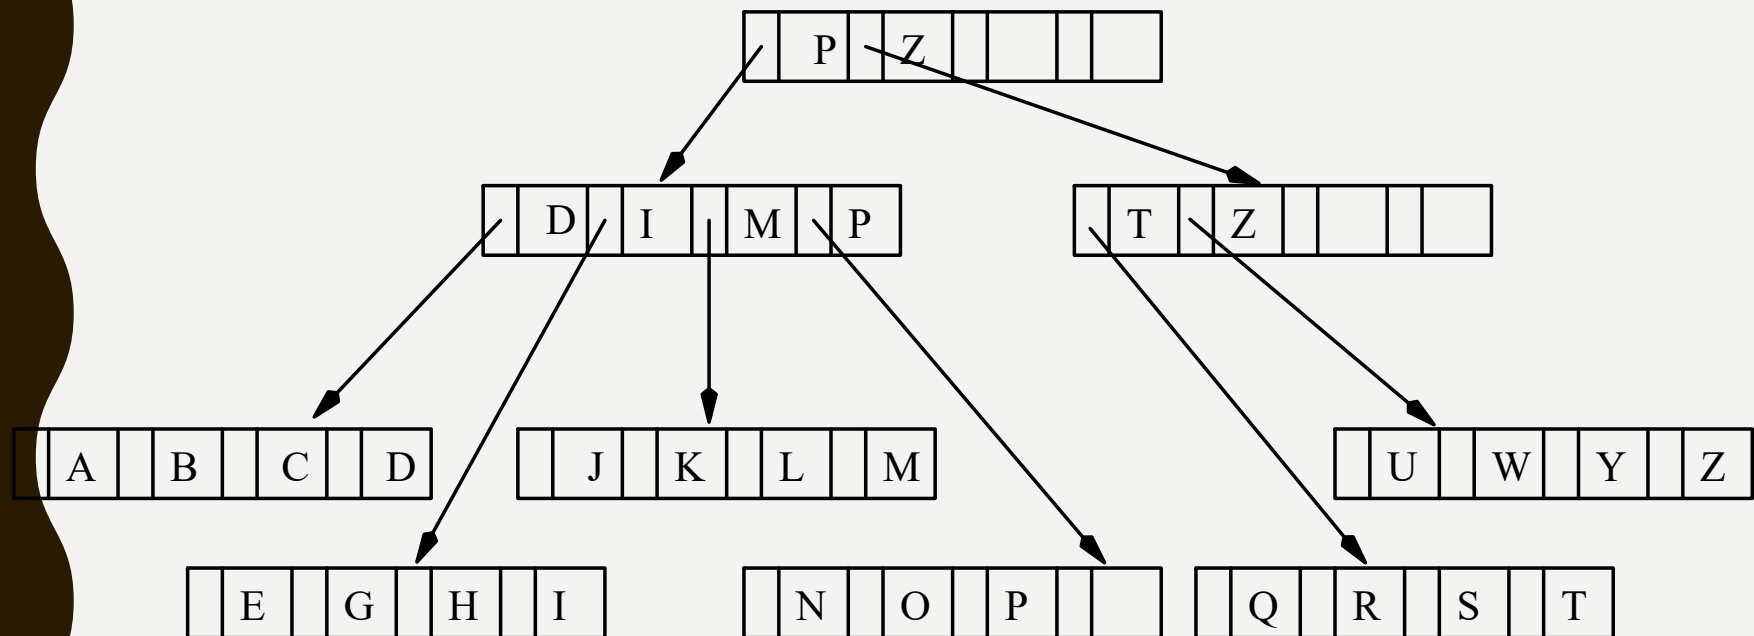 P Z
D I M P
T Z
A B C D
J K L M
U W Y Z
E G H I
N O P
Q R S T